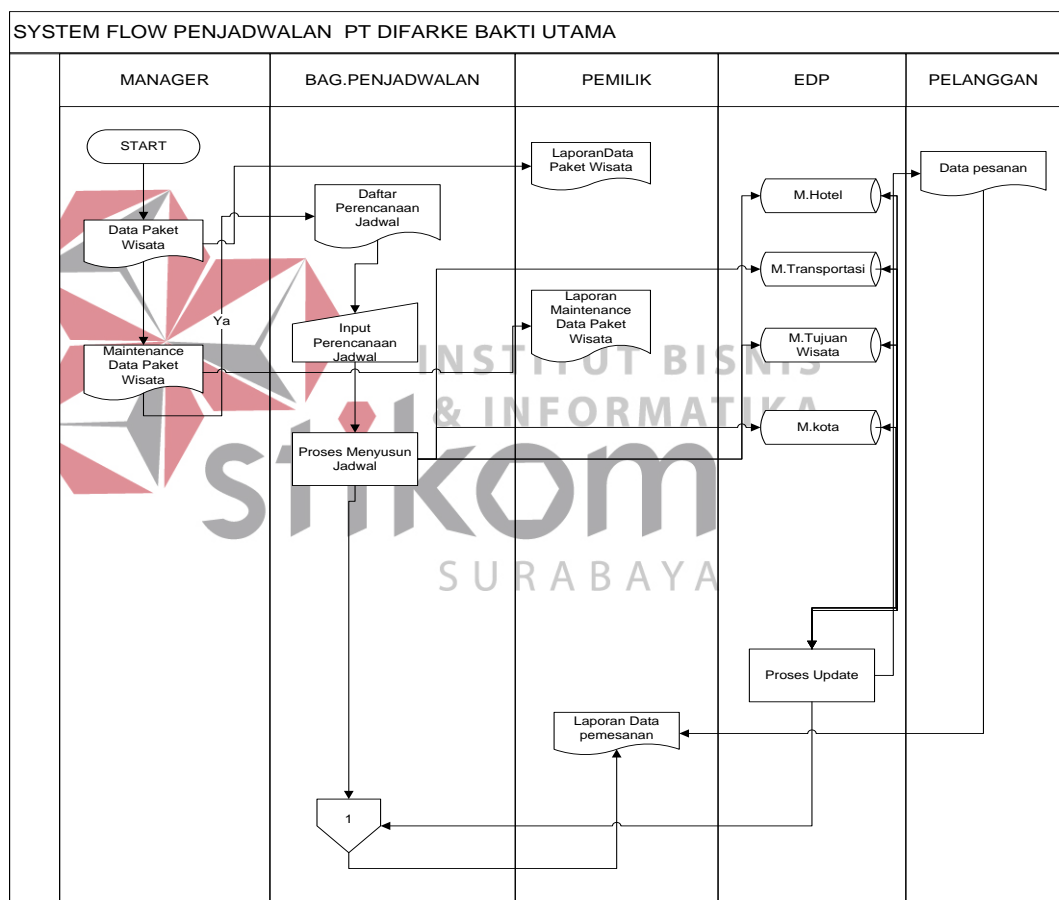 SYSTEM FLOW PENJADWALAN PT DIFARKE BAKTI UTAMA
MANAGER
BAG.PENJADWALAN
PEMILIK
EDP
PELANGGAN
START
Data Paket
Wisata
Ya
Maintenance
Data Paket
Wisata
Daftar
Perencanaan
Jadwal
Input
Perencanaan
Jadwal
Proses Menyusun
Jadwal
1
LaporanData
Paket Wisata
Laporan
Maintenance
Data Paket
Wisata
Laporan Data
pemesanan
M.Hotel
M.Transportasi
M.Tujuan
Wisata
M.kota
Proses Update
Data pesanan
INSTITUT BISNIS
& INFORMATIKA
stikom
SURABAYA